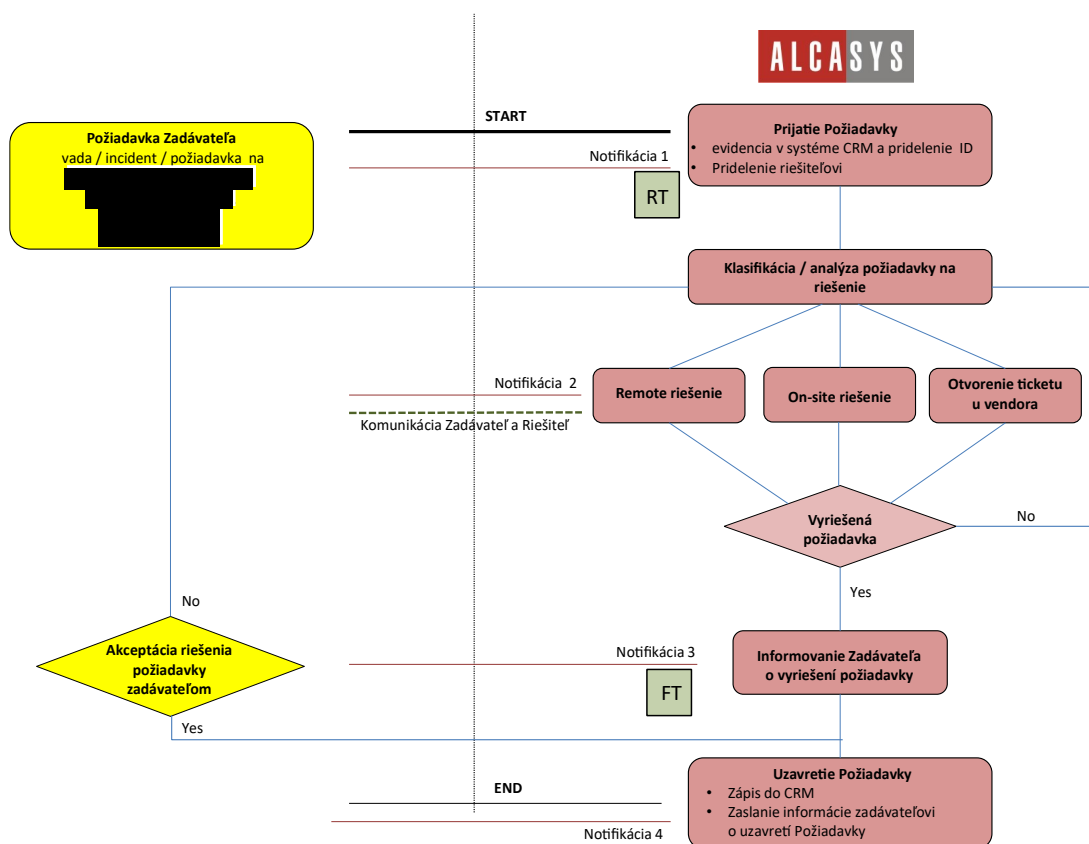 ALCASYS
START
Požiadavka Zadávateľa
vada / incident / požiadavka na
Prijatie Požiadavky
• evidencia v systéme CRM a pridelenie ID
• Pridelenie riešiteľovi
Notifikácia 1
RT
Klasifikácia / analýza požiadavky na
riešenie
Notifikácia 2
Komunikácia Zadávateľ a Riešiteľ
Remote riešenie
On-site riešenie
Otvorenie ticketu
u vendora
Vyriešená
požiadavka
No
Yes
No
Akceptácia riešenia
požiadavky
zadávateľom
Yes
Notifikácia 3
FT
Informovanie Zadávateľa
o vyriešení požiadavky
END
Notifikácia 4
Uzavretie Požiadavky
• Zápis do CRM
• Zaslanie informácie zadávateľovi
o uzavretí Požiadavky